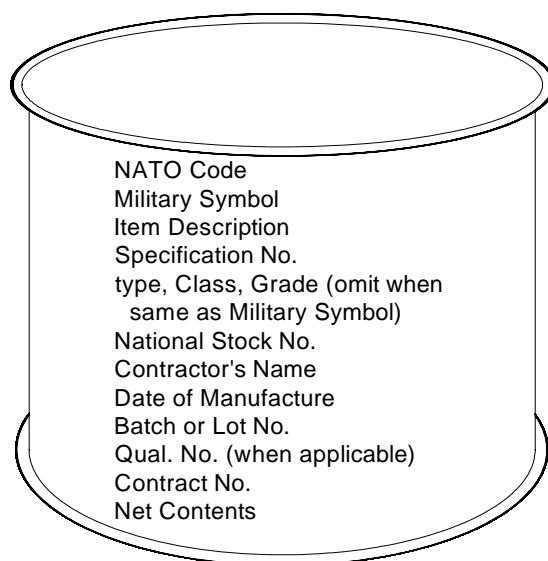 NATO Code
Military Symbol
Item Description
Specification No.
type, Class, Grade (omit when
same as Military Symbol)
National Stock No.
Contractor's Name
Date of Manufacture
Batch or Lot No.
Qual. No. (when applicable)
Contract No.
Net Contents